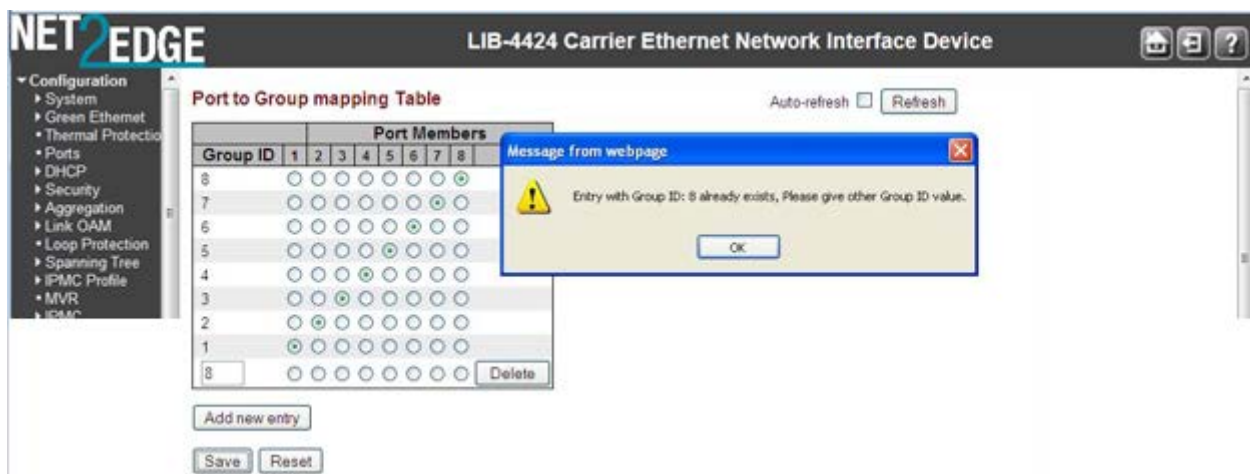 NET2EDGE
LIB-4424 Carrier Ethernet Network Interface Device
?
Configuration
System
Green Ethernet
Thermal Protectio
Ports
DHCP
Security
Aggregation
Link OAM
Loop Protection
Spanning Tree
IPMC Profile
MVR
IPMC
Port to Group mapping Table
Auto-refresh
Refresh
Port Members
Group ID 1 2 3 4 5 6 7 8
8
7
6
5
4
3
2
1
8 Delete
Add new entry
Save Reset
Message from webpage
Entry with Group ID: 8 already exists, Please give other Group ID value.
OK